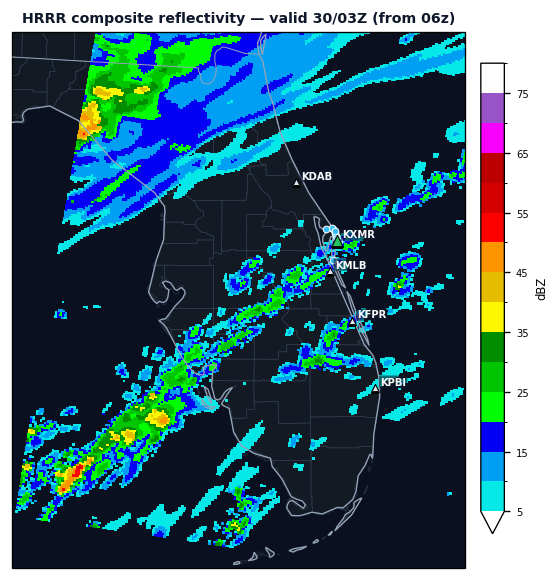 HRRR composite reflectivity — valid 30/03Z (from 06z)
KDAB
KXMR
KMLB
KFPR
KPBI
75
65
55
45
35
25
15
5
dBZ